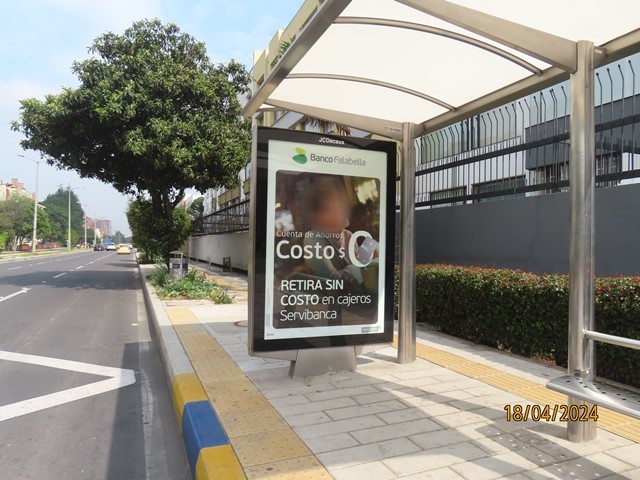 JCDecaux
Banco Falabella
Cuenta de Ahorros
Costo $0
RETIRA SIN
COSTO en cajeros
Servibanca
18/04/2024